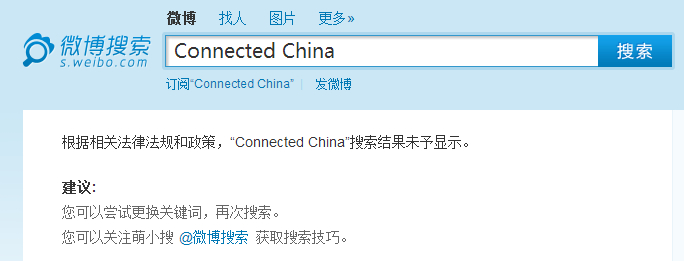 微博 找人 图片 更多»
微博搜索
s.weibo.com
Connected China 搜索
订阅“Connected China” 发微博
根据相关法律法规和政策，“Connected China”搜索结果未予显示。
建议:
您可以尝试更换关键词，再次搜索。
您可以关注萌小搜 @微博搜索 获取搜索技巧。